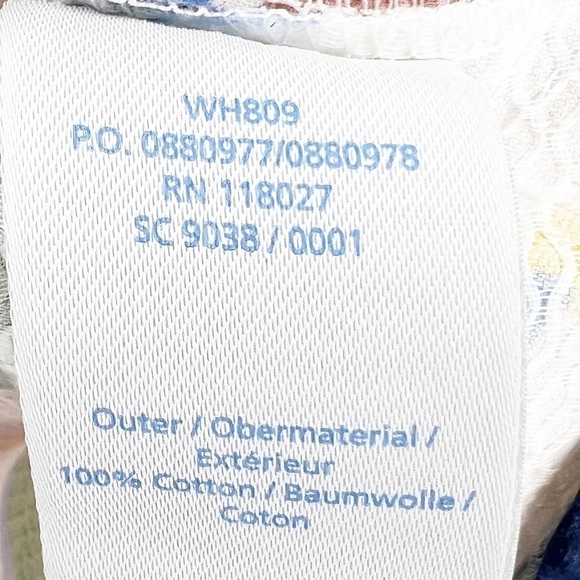 WH809
P.O. 0880977/0880978
RN 118027
SC 9038 / 0001
Outer / Obermaterial /
Extérieur
100% Cotton / Baumwolle /
Coton